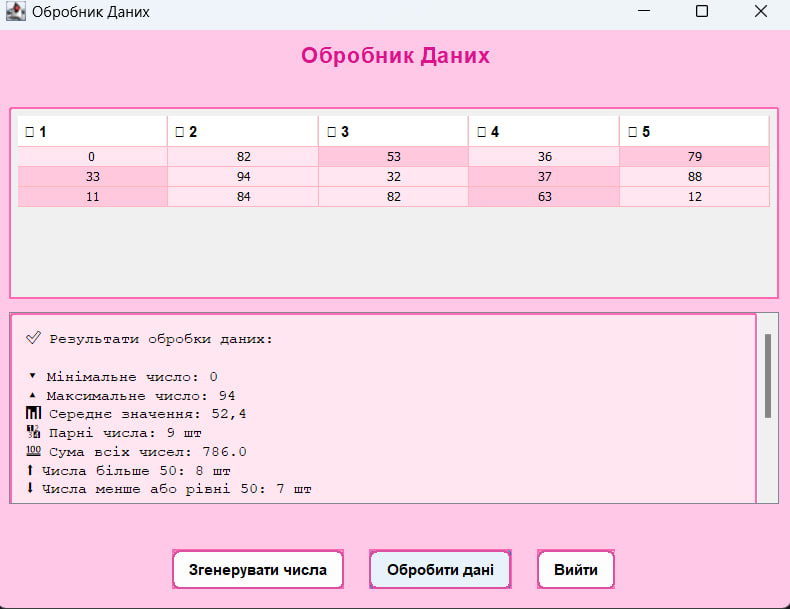 Обробник Даних
Обробник Даних
1 2 3 4 5
0 82 53 36 79
33 94 32 37 88
11 84 82 63 12
Результати обробки даних:
Мінімальне число: 0
Максимальне число: 94
Середнє значення: 52,4
Парні числа: 9 шт
Сума всіх чисел: 786.0
Числа більше 50: 8 шт
Числа менше або рівні 50: 7 шт
Згенерувати числа Обробити дані Вийти